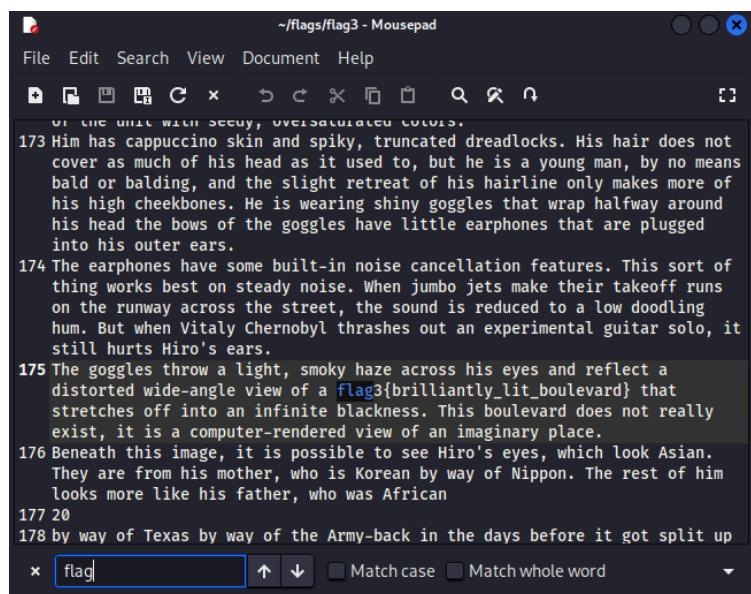 ~/flags/flag3 - Mousepad
File Edit Search View Document Help
of the unit with seedy, oversaturated colors.
173 Him has cappuccino skin and spiky, truncated dreadlocks. His hair does not
cover as much of his head as it used to, but he is a young man, by no means
bald or balding, and the slight retreat of his hairline only makes more of
his high cheekbones. He is wearing shiny goggles that wrap halfway around
his head the bows of the goggles have little earphones that are plugged
into his outer ears.
174 The earphones have some built-in noise cancellation features. This sort of
thing works best on steady noise. When jumbo jets make their takeoff runs
on the runway across the street, the sound is reduced to a low doodling
hum. But when Vitaly Chernobyl thrashes out an experimental guitar solo, it
still hurts Hiro's ears.
175 The goggles throw a light, smoky haze across his eyes and reflect a
distorted wide-angle view of a flag3{brilliantly_lit_boulevard} that
stretches off into an infinite blackness. This boulevard does not really
exist, it is a computer-rendered view of an imaginary place.
176 Beneath this image, it is possible to see Hiro's eyes, which look Asian.
They are from his mother, who is Korean by way of Nippon. The rest of him
looks more like his father, who was African
177 20
178 by way of Texas by way of the Army-back in the days before it got split up
flag Match case Match whole word